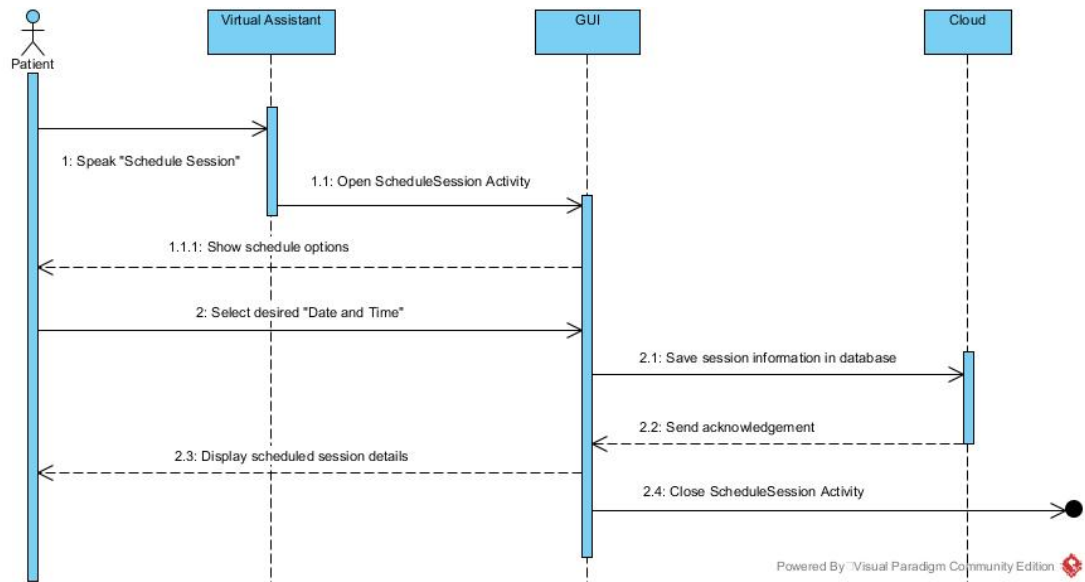 Virtual Assistant
GUI
Cloud
Patient
1: Speak "Schedule Session"
1.1: Open ScheduleSession Activity
1.1.1: Show schedule options
2: Select desired "Date and Time"
2.1: Save session information in database
2.2: Send acknowledgement
2.3: Display scheduled session details
2.4: Close ScheduleSession Activity
Powered By Visual Paradigm Community Edition